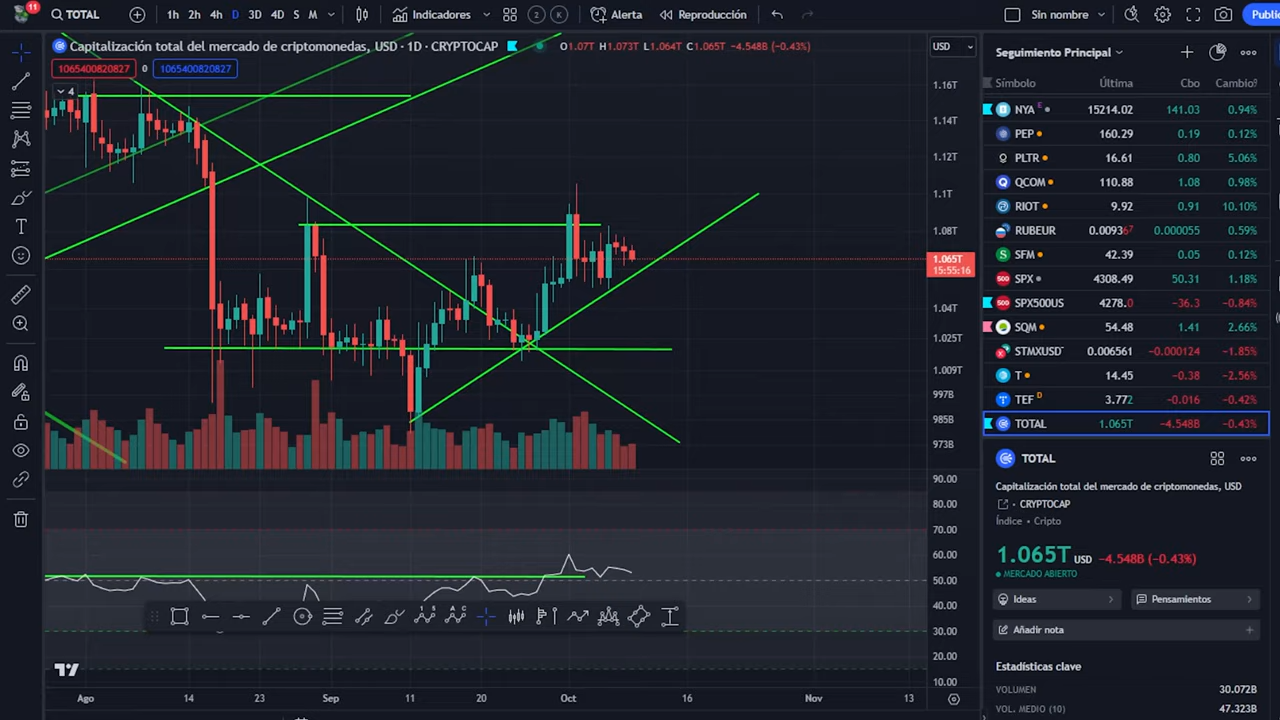 11
TOTAL
1h 2h 4h D 3D 4D S M
Indicadores
2 K
Alerta
Reproducción
Sin nombre
Public
Capitalización total del mercado de criptomonedas, USD · 1D · CRYPTOCAP
O1.07T H1.073T L1.064T C1.065T −4.548B (−0.43%)
USD
1065400820827 0 1065400820827
4
1.16T
1.14T
1.12T
1.1T
1.08T
1.065T
15:55:16
1.04T
1.025T
1.009T
997B
985B
973B
90.00
80.00
70.00
60.00
50.00
40.00
30.00
20.00
10.00
Ago 14 23 Sep 11 20 Oct 16 Nov 13
Seguimiento Principal
Símbolo Última Cbo Cambio%
NYA E 15214.02 141.03 0.94%
PEP 160.29 0.19 0.12%
PLTR 16.61 0.80 5.06%
QCOM 110.88 1.08 0.98%
RIOT 9.92 0.91 10.10%
RUBEUR 0.00967 0.000055 0.59%
SFM 42.39 0.05 0.12%
SPX 4308.49 50.31 1.18%
SPX500US 4278.0 −36.3 −0.84%
SQM 54.48 1.41 2.66%
STMXUSD 0.006561 −0.000124 −1.85%
T 14.45 −0.38 −2.56%
TEF D 3.772 −0.016 −0.42%
TOTAL 1.065T −4.548B −0.43%
TOTAL
Capitalización total del mercado de criptomonedas, USD
CRYPTOCAP
Índice • Cripto
1.065T USD −4.548B (−0.43%)
MERCADO ABIERTO
Ideas
Pensamientos
Añadir nota
Estadísticas clave
VOLUMEN 30.072B
VOL. MEDIO (10) 47.323B